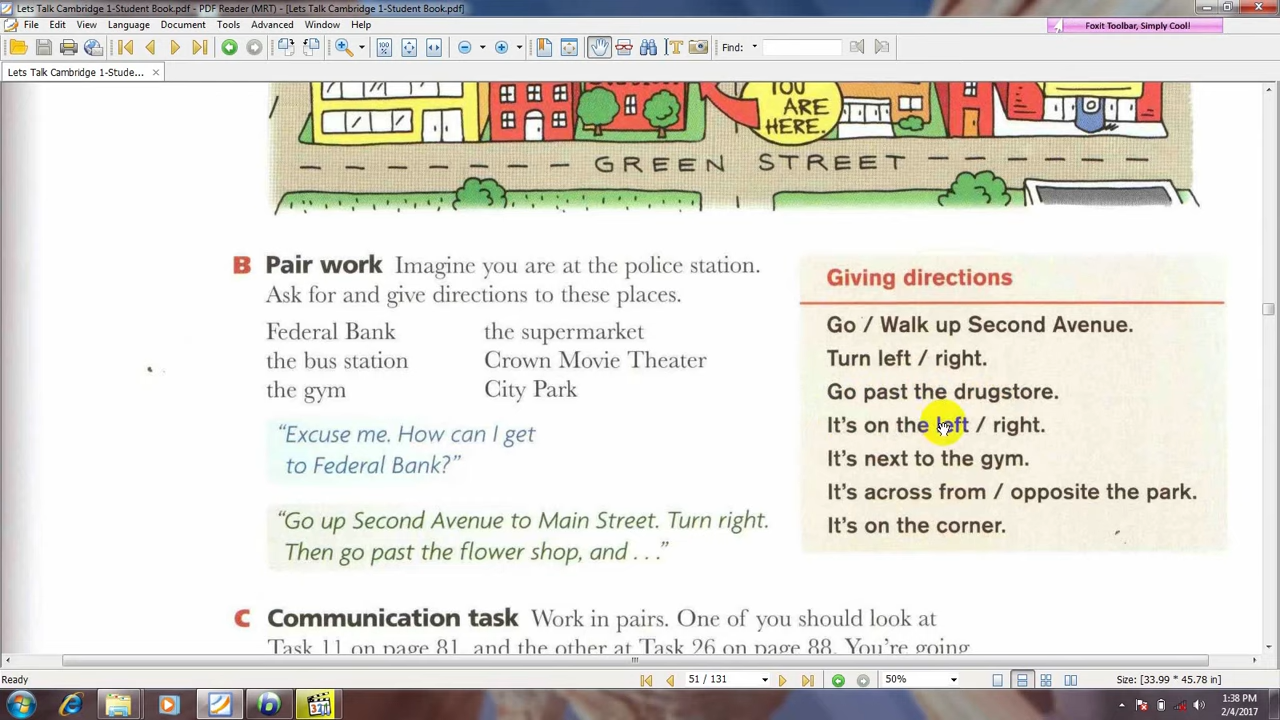 Lets Talk Cambridge 1-Student Book.pdf - PDF Reader (MRT) - [Lets Talk Cambridge 1-Student Book.pdf]
File Edit View Language Document Tools Advanced Window Help
Foxit Toolbar, Simply Cool!
Find:
Lets Talk Cambridge 1-Stude...
YOU
ARE
HERE.
GREEN STREET
B Pair work Imagine you are at the police station.
Ask for and give directions to these places.
Federal Bank the supermarket
the bus station Crown Movie Theater
the gym City Park
“Excuse me. How can I get
to Federal Bank?”
“Go up Second Avenue to Main Street. Turn right.
Then go past the flower shop, and . . .”
Giving directions
Go / Walk up Second Avenue.
Turn left / right.
Go past the drugstore.
It’s on the left / right.
It’s next to the gym.
It’s across from / opposite the park.
It’s on the corner.
C Communication task Work in pairs. One of you should look at
Task 11 on page 81, and the other at Task 26 on page 88. You’re going
Ready
51 / 131
50%
Size: [33.99 * 45.78 in]
1:38 PM
2/4/2017